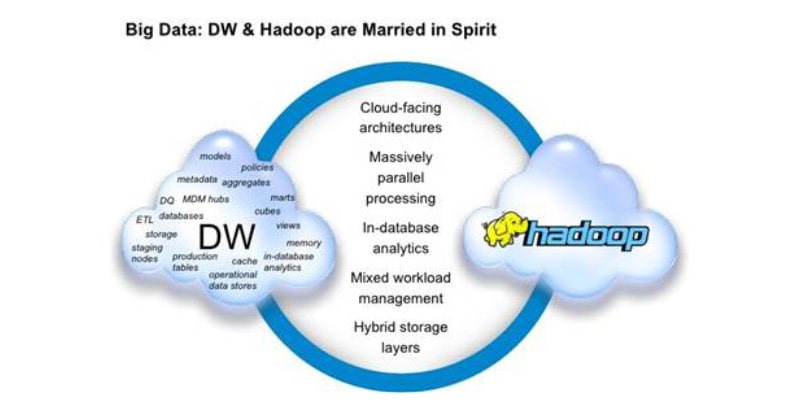 Big Data: DW & Hadoop are Married in Spirit
models
policies
metadata aggregates
DQ MDM hubs marts
ETL databases cubes
storage DW views
staging
nodes
production
tables
cache
memory
in-database
analytics
operational
data stores
Cloud-facing
architectures
Massively
parallel
processing
In-database
analytics
Mixed workload
management
Hybrid storage
layers
hadoop